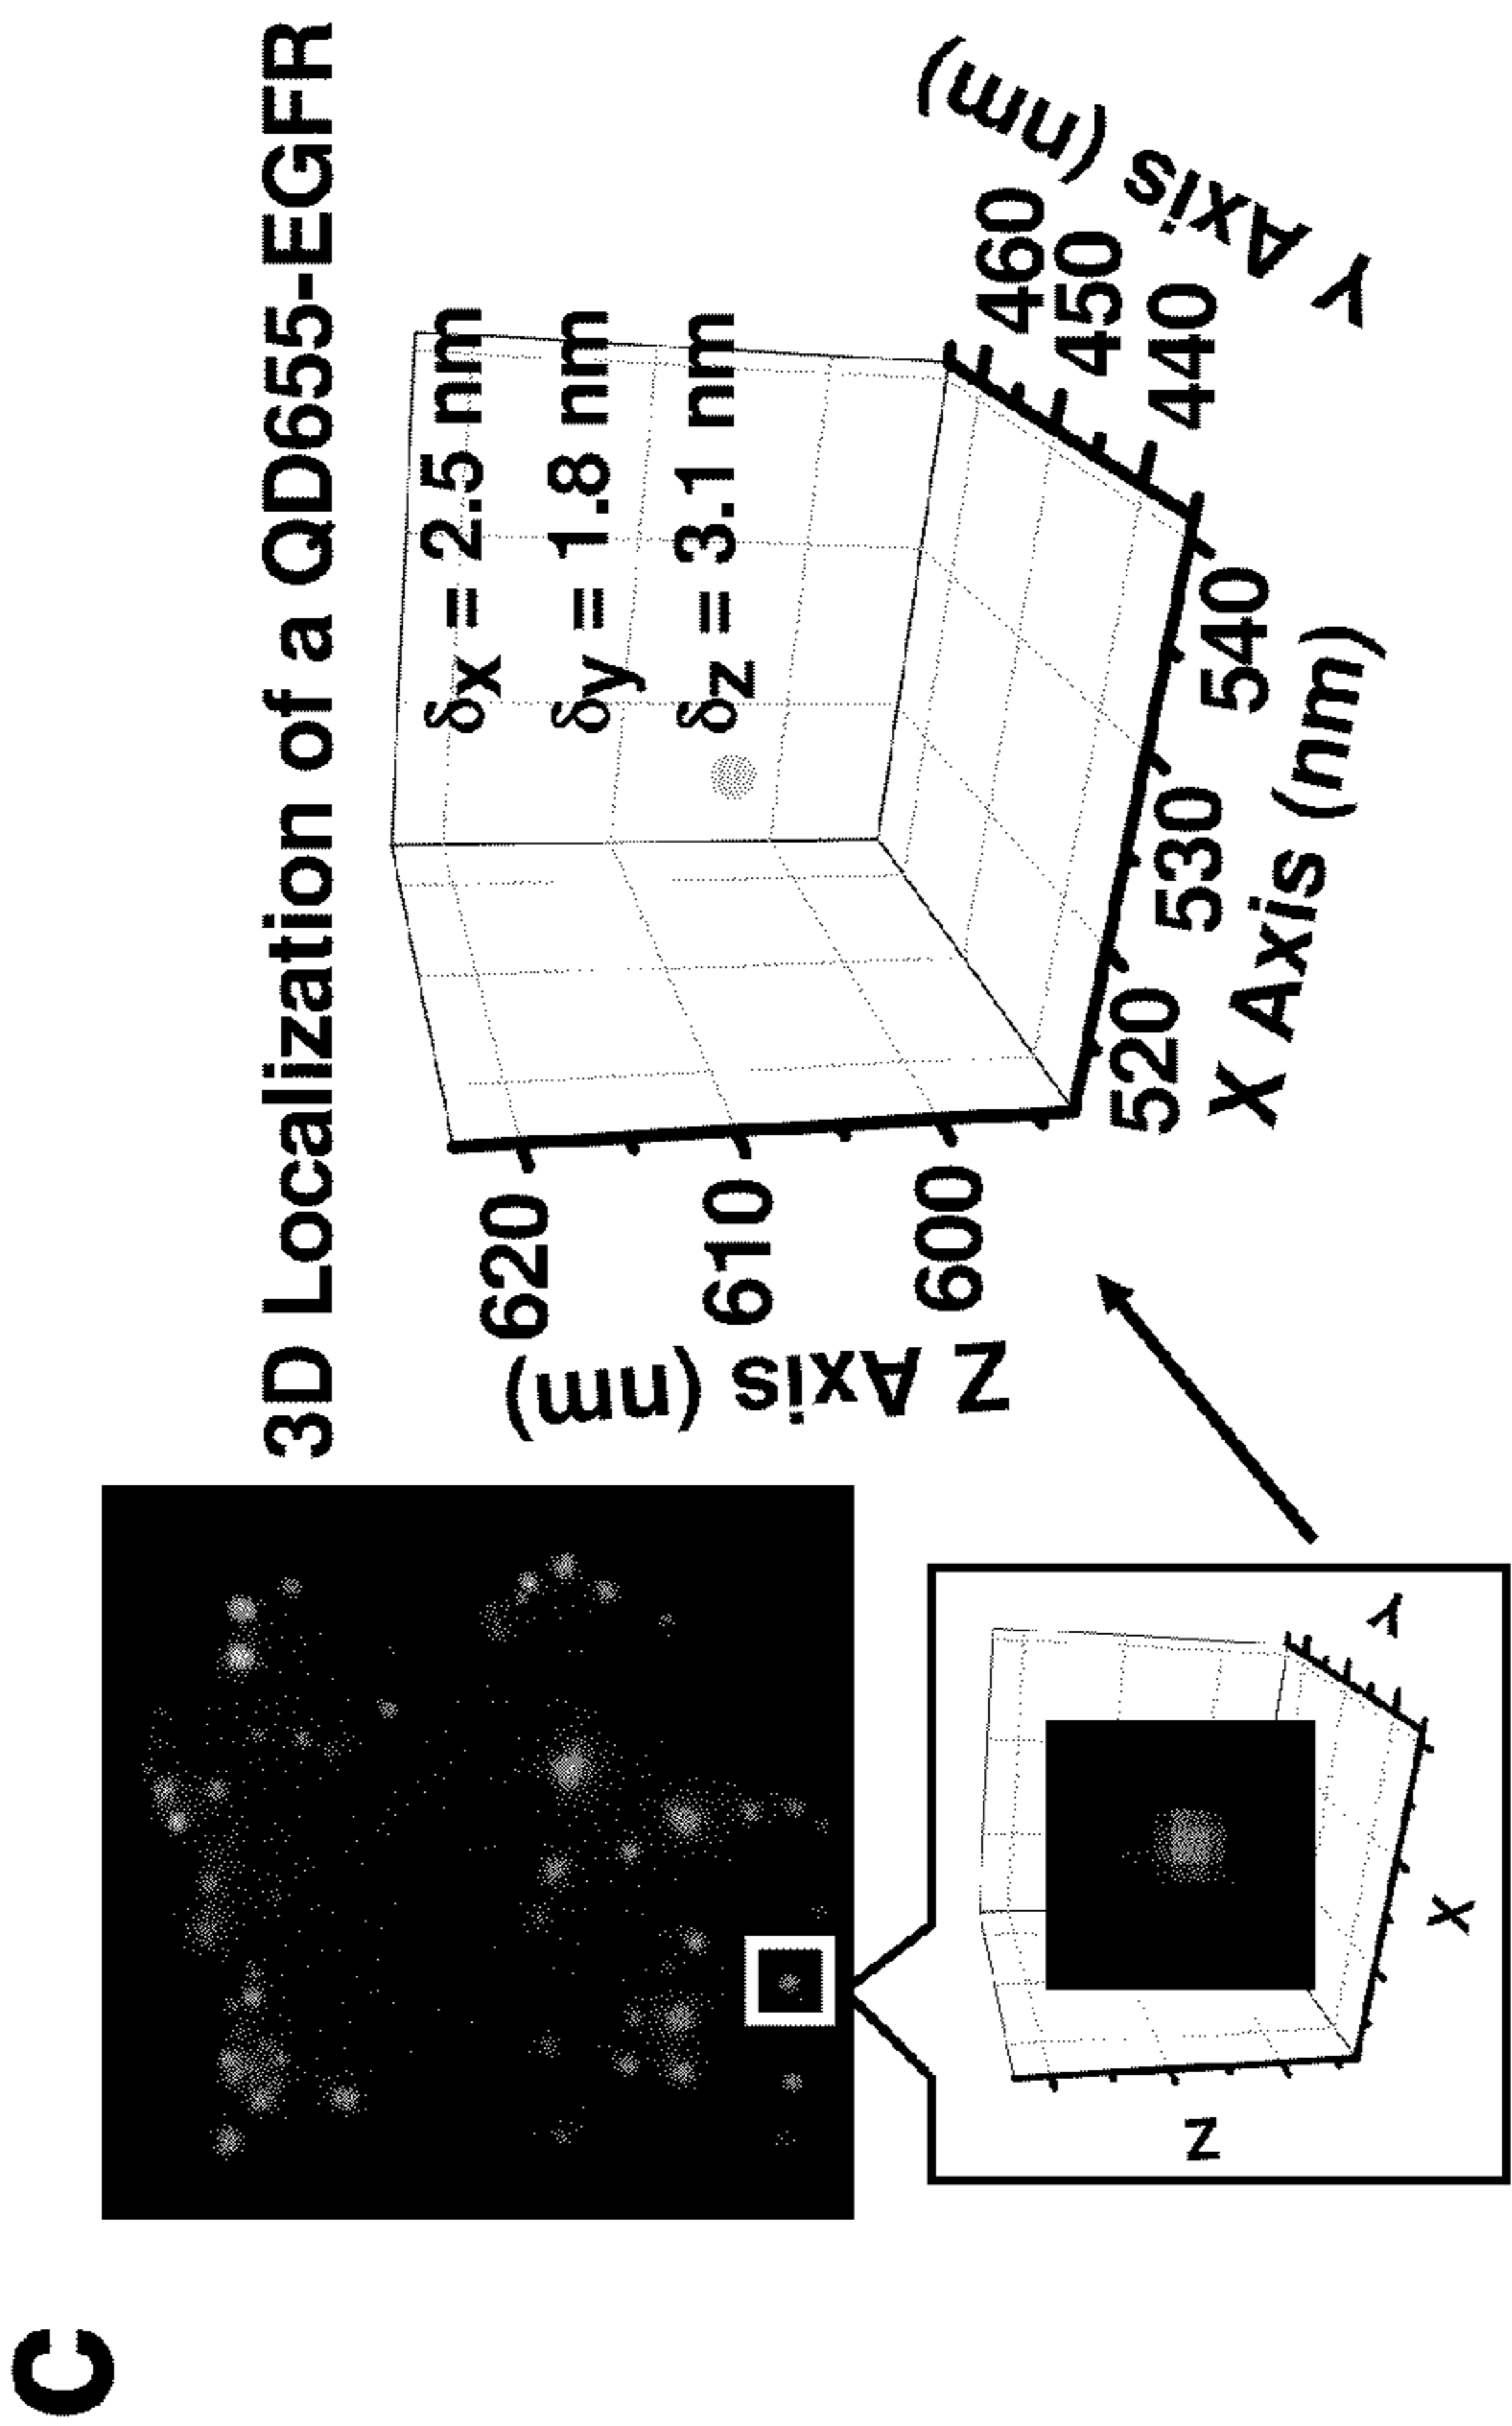 C
3D Localization of a QD655-EGFR
δx = 2.5 nm
δy = 1.8 nm
δz = 3.1 nm
Z Axis (nm)
620
610
600
520
530
540
X Axis (nm)
440
450
460
Y Axis (nm)
Z
X
Y